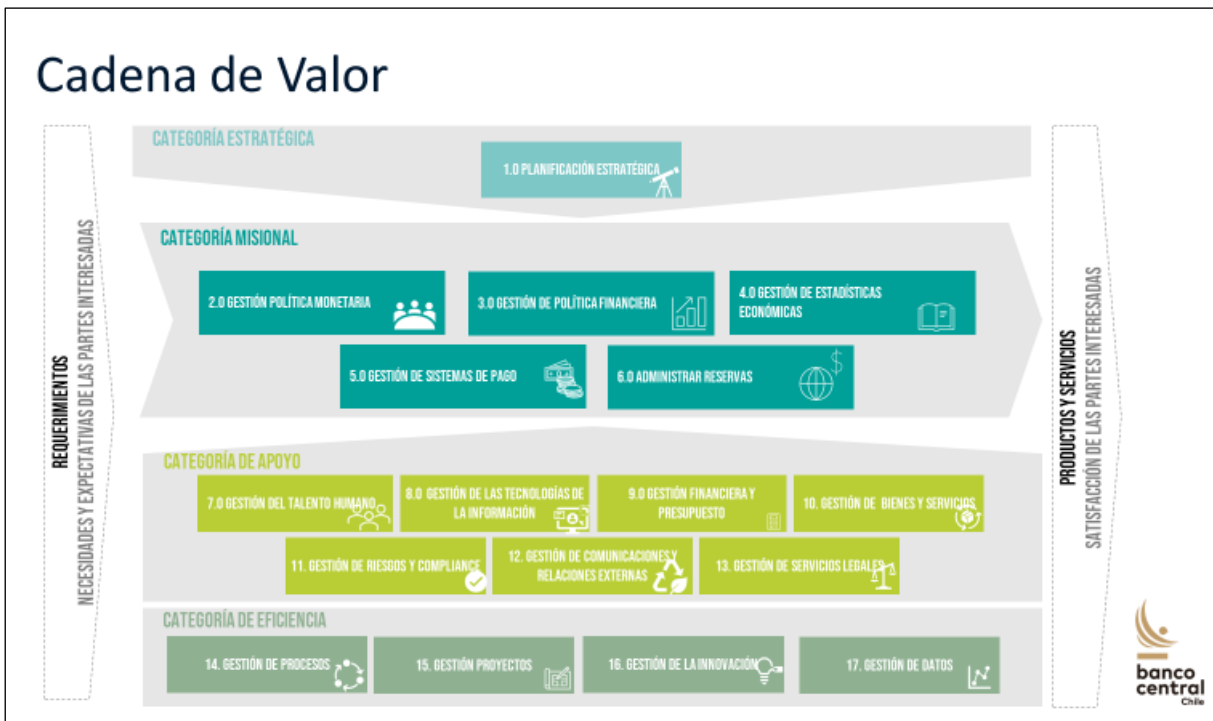 Cadena de Valor
REQUERIMIENTOS
NECESIDADES Y EXPECTATIVAS DE LAS PARTES INTERESADAS
CATEGORÍA ESTRATÉGICA
1.0 PLANIFICACIÓN ESTRATÉGICA
CATEGORÍA MISIONAL
2.0 GESTIÓN POLÍTICA MONETARIA
3.0 GESTIÓN DE POLÍTICA FINANCIERA
4.0 GESTIÓN DE ESTADÍSTICAS
ECONÓMICAS
5.0 GESTIÓN DE SISTEMAS DE PAGO
6.0 ADMINISTRAR RESERVAS
$
CATEGORÍA DE APOYO
7.0 GESTIÓN DEL TALENTO HUMANO
8.0 GESTIÓN DE LAS TECNOLOGÍAS DE
LA INFORMACIÓN
9.0 GESTIÓN FINANCIERA Y
PRESUPUESTO
10. GESTIÓN DE BIENES Y SERVICIOS
11. GESTIÓN DE RIESGOS Y COMPLIANCE
12. GESTIÓN DE COMUNICACIONES Y
RELACIONES EXTERNAS
13. GESTIÓN DE SERVICIOS LEGALES
CATEGORÍA DE EFICIENCIA
14. GESTIÓN DE PROCESOS
15. GESTIÓN PROYECTOS
16. GESTIÓN DE LA INNOVACIÓN
17. GESTIÓN DE DATOS
PRODUCTOS Y SERVICIOS
SATISFACCIÓN DE LAS PARTES INTERESADAS
banco
central
Chile